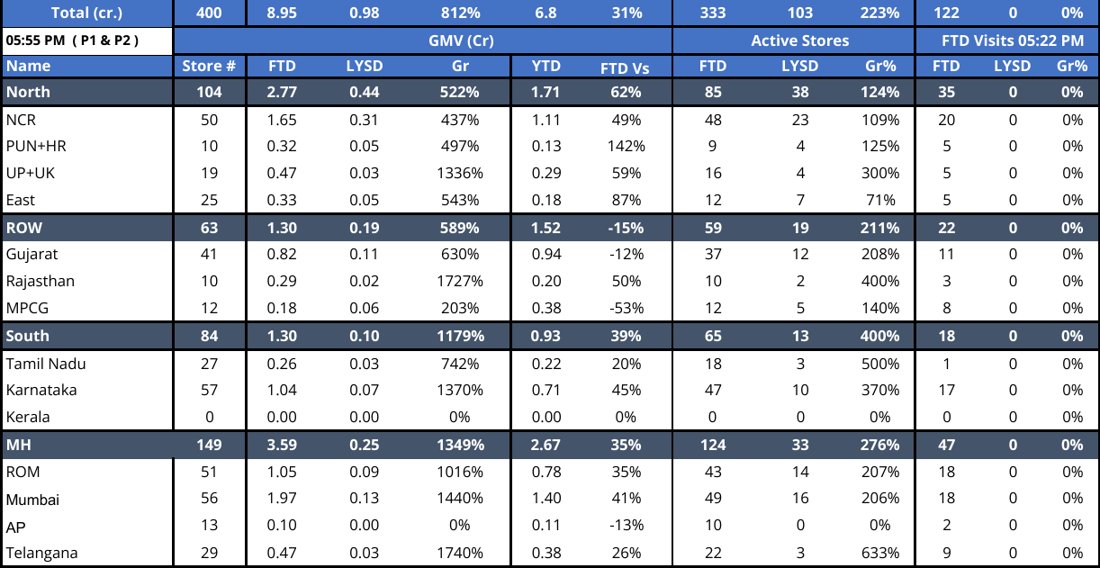 Total (cr.) 400 8.95 0.98 812% 6.8 31% 333 103 223% 122 0 0%
05:55 PM ( P1 & P2 ) GMV (Cr) Active Stores FTD Visits 05:22 PM
Name Store # FTD LYSD Gr YTD FTD Vs FTD LYSD Gr% FTD LYSD Gr%
North 104 2.77 0.44 522% 1.71 62% 85 38 124% 35 0 0%
NCR 50 1.65 0.31 437% 1.11 49% 48 23 109% 20 0 0%
PUN+HR 10 0.32 0.05 497% 0.13 142% 9 4 125% 5 0 0%
UP+UK 19 0.47 0.03 1336% 0.29 59% 16 4 300% 5 0 0%
East 25 0.33 0.05 543% 0.18 87% 12 7 71% 5 0 0%
ROW 63 1.30 0.19 589% 1.52 -15% 59 19 211% 22 0 0%
Gujarat 41 0.82 0.11 630% 0.94 -12% 37 12 208% 11 0 0%
Rajasthan 10 0.29 0.02 1727% 0.20 50% 10 2 400% 3 0 0%
MPCG 12 0.18 0.06 203% 0.38 -53% 12 5 140% 8 0 0%
South 84 1.30 0.10 1179% 0.93 39% 65 13 400% 18 0 0%
Tamil Nadu 27 0.26 0.03 742% 0.22 20% 18 3 500% 1 0 0%
Karnataka 57 1.04 0.07 1370% 0.71 45% 47 10 370% 17 0 0%
Kerala 0 0.00 0.00 0% 0.00 0% 0 0 0% 0 0 0%
MH 149 3.59 0.25 1349% 2.67 35% 124 33 276% 47 0 0%
ROM 51 1.05 0.09 1016% 0.78 35% 43 14 207% 18 0 0%
Mumbai 56 1.97 0.13 1440% 1.40 41% 49 16 206% 18 0 0%
AP 13 0.10 0.00 0% 0.11 -13% 10 0 0% 2 0 0%
Telangana 29 0.47 0.03 1740% 0.38 26% 22 3 633% 9 0 0%